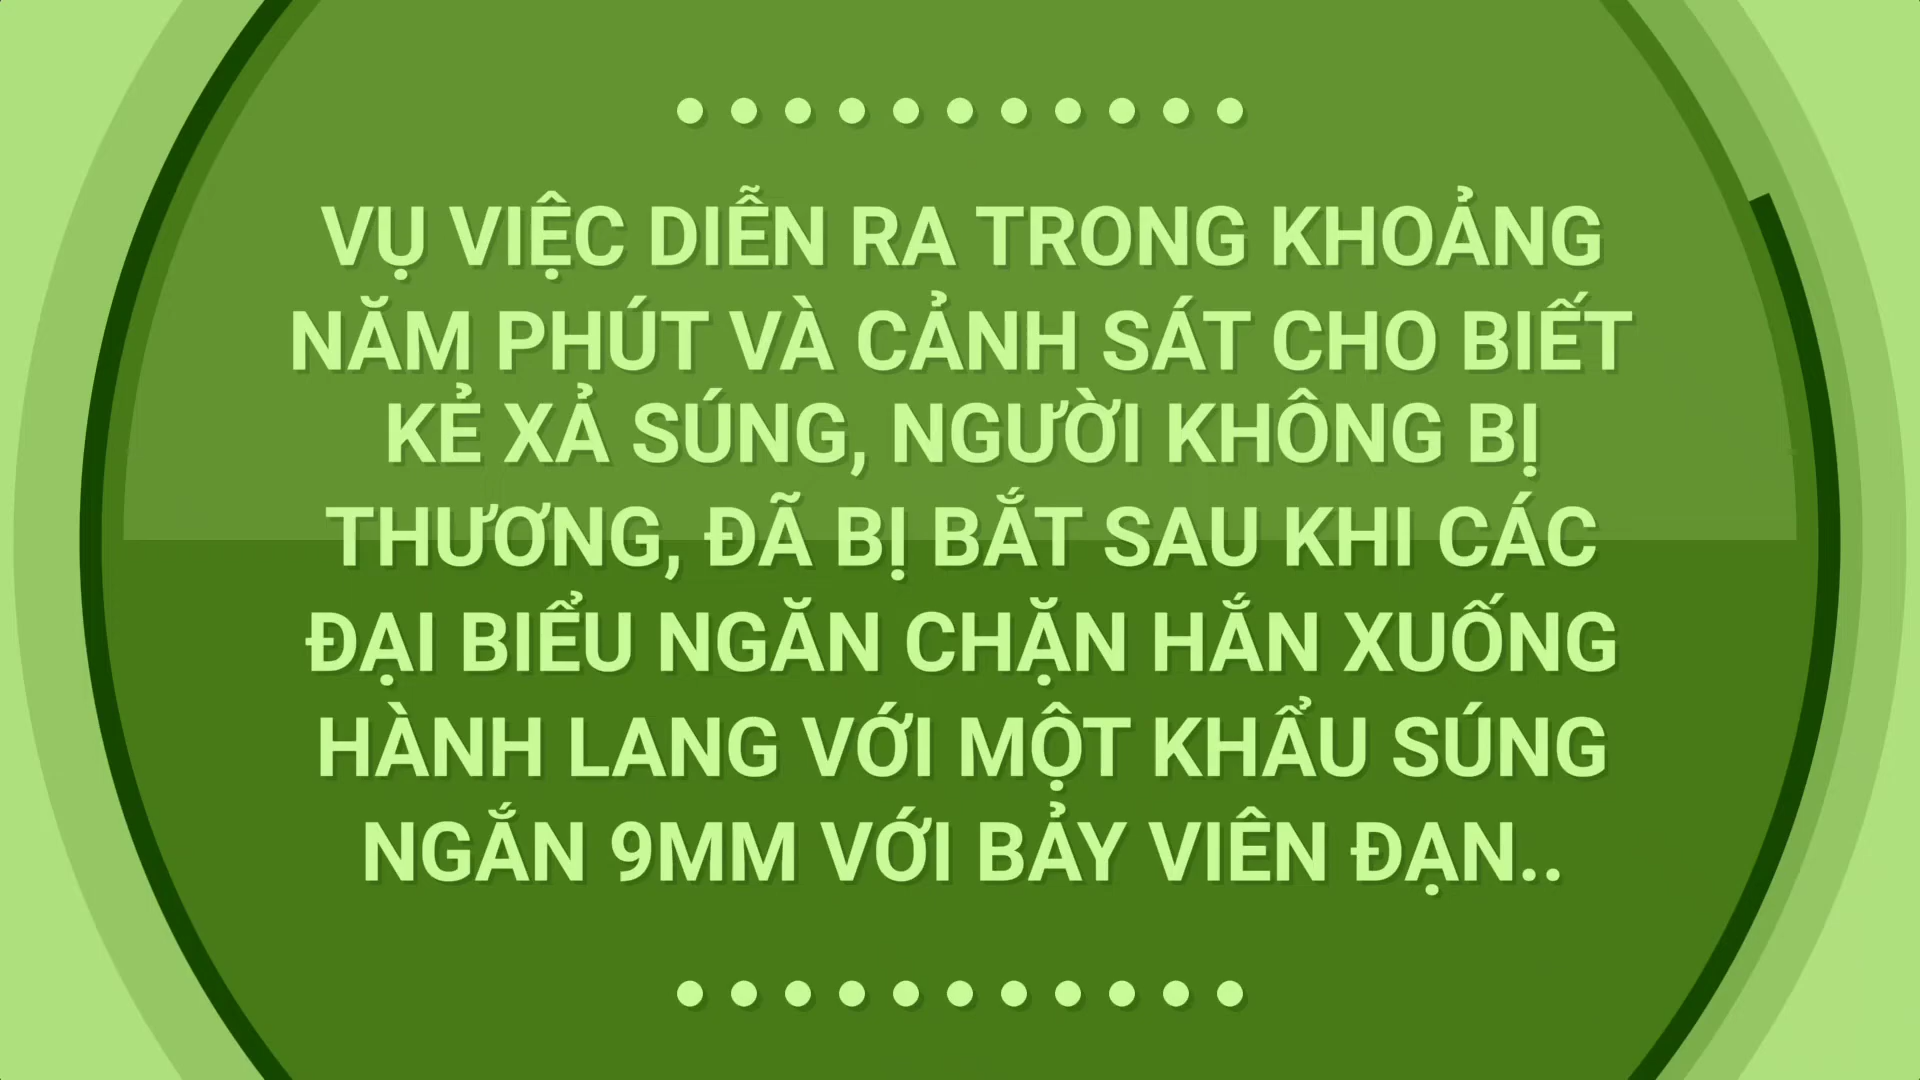 VỤ VIỆC DIỄN RA TRONG KHOẢNG
NĂM PHÚT VÀ CẢNH SÁT CHO BIẾT
KẺ XẢ SÚNG, NGƯỜI KHÔNG BỊ
THƯƠNG, ĐÃ BỊ BẮT SAU KHI CÁC
ĐẠI BIỂU NGĂN CHẶN HẮN XUỐNG
HÀNH LANG VỚI MỘT KHẨU SÚNG
NGẮN 9MM VỚI BẢY VIÊN ĐẠN..